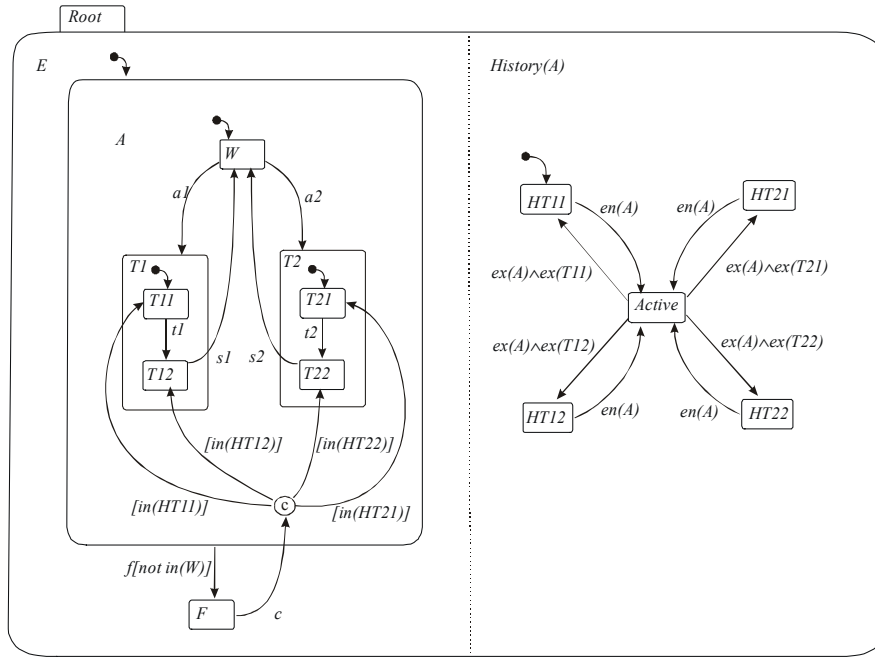 Root
E
History(A)
A
W
a1
a2
HT11
en(A)
en(A)
HT21
T1
T2
T11
T21
ex(A)∧ex(T11)
ex(A)∧ex(T21)
t1
t2
Active
s1
s2
T12
T22
ex(A)∧ex(T12)
ex(A)∧ex(T22)
HT12
en(A)
en(A)
HT22
[in(HT12)]
[in(HT22)]
[in(HT11)]
c
[in(HT21)]
f[not in(W)]
F
c